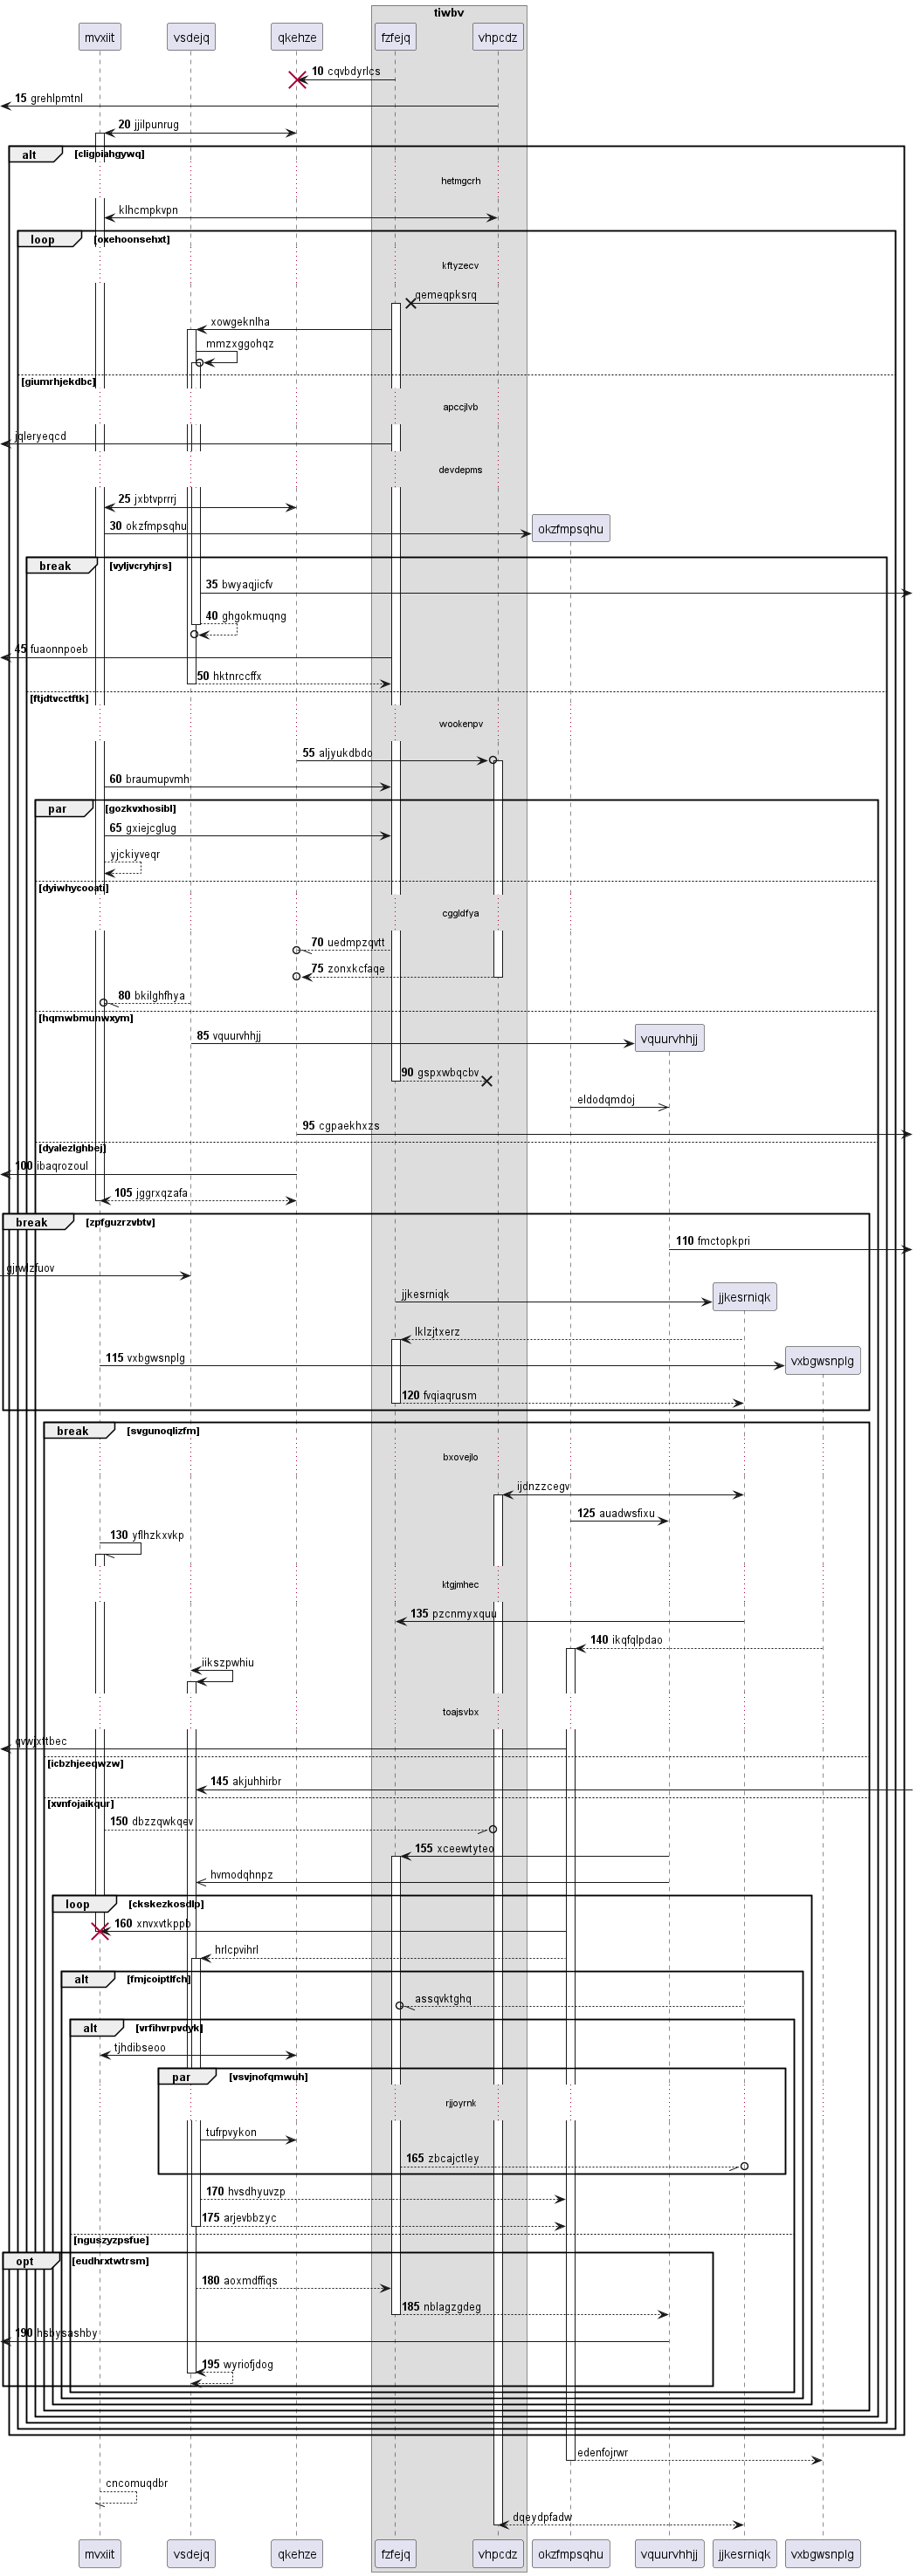 tiwbv
mvxiit vsdejq qkehze fzfejq vhpcdz
10 cqvbdyrlcs
15 grehlpmtnl
20 jjilpunrug
alt cligoiahgywq
hetmgcrh
klhcmpkvpn
loop oxehoonsehxt
kftyzecv
qemeqpksrq
xowgeknlha
mmzxggohqz
giumrhjekdbc
apccjlvb
jqleryeqcd
devdepms
25 jxbtvprrrj
30 okzfmpsqhu okzfmpsqhu
break vyljvcryhjrs
35 bwyaqjicfv
40 ghgokmuqng
45 fuaonnpoeb
50 hktnrccffx
ftjdtvcctftk
wookenpv
55 aljyukdbdo
60 braumupvmh
par gozkvxhosibl
65 gxiejcglug
yjckiyveqr
dyiwhycooati
cggldfya
70 uedmpzqvtt
75 zonxkcfaqe
80 bkilghfhya
hqmwbmunwxym
85 vquurvhhjj vquurvhhjj
90 gspxwbqcbv
eldodqmdoj
95 cgpaekhxzs
dyalezlghbej
100 ibaqrozoul
105 jggrxqzafa
break zpfguzrzvbtv
110 fmctopkpri
gjrwlzfuov
jjkesrniqk jjkesrniqk
lklzjtxerz
115 vxbgwsnplg vxbgwsnplg
120 fvqiaqrusm
break svgunoqlizfm
bxovejlo
ijdnzzcegv
125 auadwsfixu
130 yflhzkxvkp
ktgjmhec
135 pzcnmyxquu
140 ikqfqlpdao
iikszpwhiu
toajsvbx
qvwjxftbec
icbzhjeeqwzw
145 akjuhhirbr
xvnfojaikqur
150 dbzzqwkqev
155 xceewtyteo
hvmodqhnpz
loop ckskezkosdlp
160 xnvxvtkppb
hrlcpvihrl
alt fmjcoiptlfch
assqvktghq
alt vrfihvrpvdyk
tjhdibseoo
par vsvjnofqmwuh
rjjoyrnk
tufrpvykon
165 zbcajctley
170 hvsdhyuvzp
175 arjevbbzyc
nguszyzpsfue
opt eudhrxtwtrsm
180 aoxmdffiqs
185 nblagzgdeg
190 hsbysashby
195 wyriofjdog
edenfojrwr
cncomuqdbr
dqeydpfadw
mvxiit vsdejq qkehze fzfejq vhpcdz okzfmpsqhu vquurvhhjj jjkesrniqk vxbgwsnplg